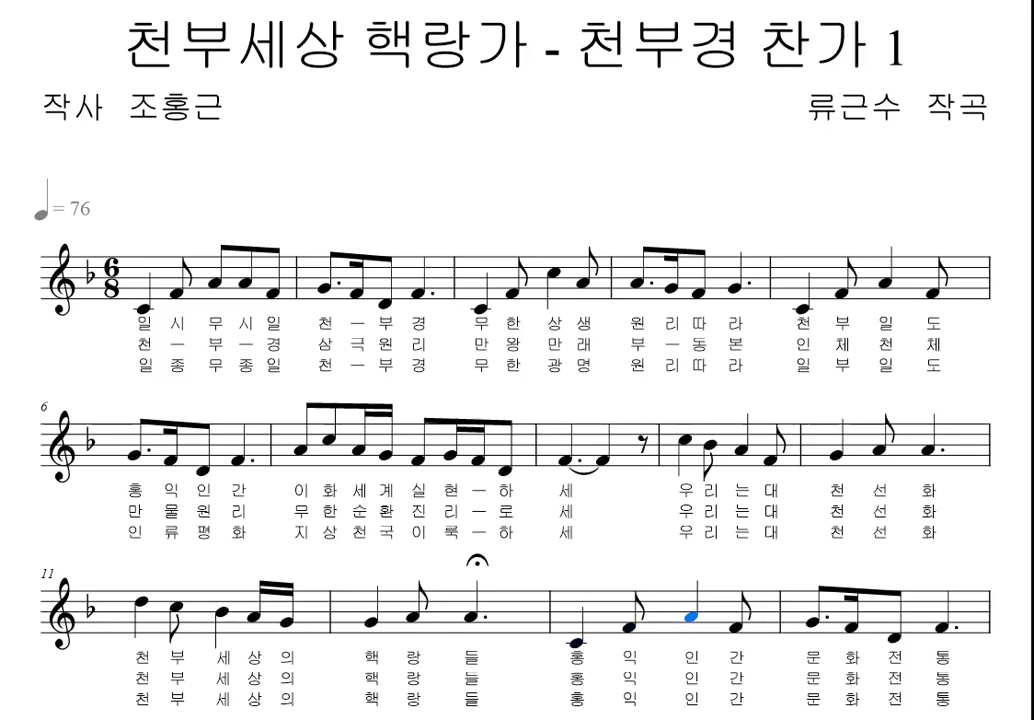 천부세상 핵랑가 - 천부경 찬가 1
작사 조홍근 류근수 작곡
= 76
일 시 무 시 일 천 - 부 경 무 한 상 생 원 리 따 라 천 부 일 도
천 - 부 - 경 삼 극 원 리 만 왕 만 래 부 - 동 본 인 체 천 체
일 종 무 종 일 천 - 부 경 무 한 광 명 원 리 따 라 일 부 일 도
6
홍 익 인 간 이 화 세 계 실 현 - 하 세 우 리 는 대 천 선 화
만 물 원 리 무 한 순 환 진 리 - 로 세 우 리 는 대 천 선 화
인 류 평 화 지 상 천 국 이 룩 - 하 세 우 리 는 대 천 선 화
11
천 부 세 상 의 핵 랑 들 홍 익 인 간 문 화 전 통
천 부 세 상 의 핵 랑 들 홍 익 인 간 문 화 전 통
천 부 세 상 의 핵 랑 들 홍 익 인 간 문 화 전 통